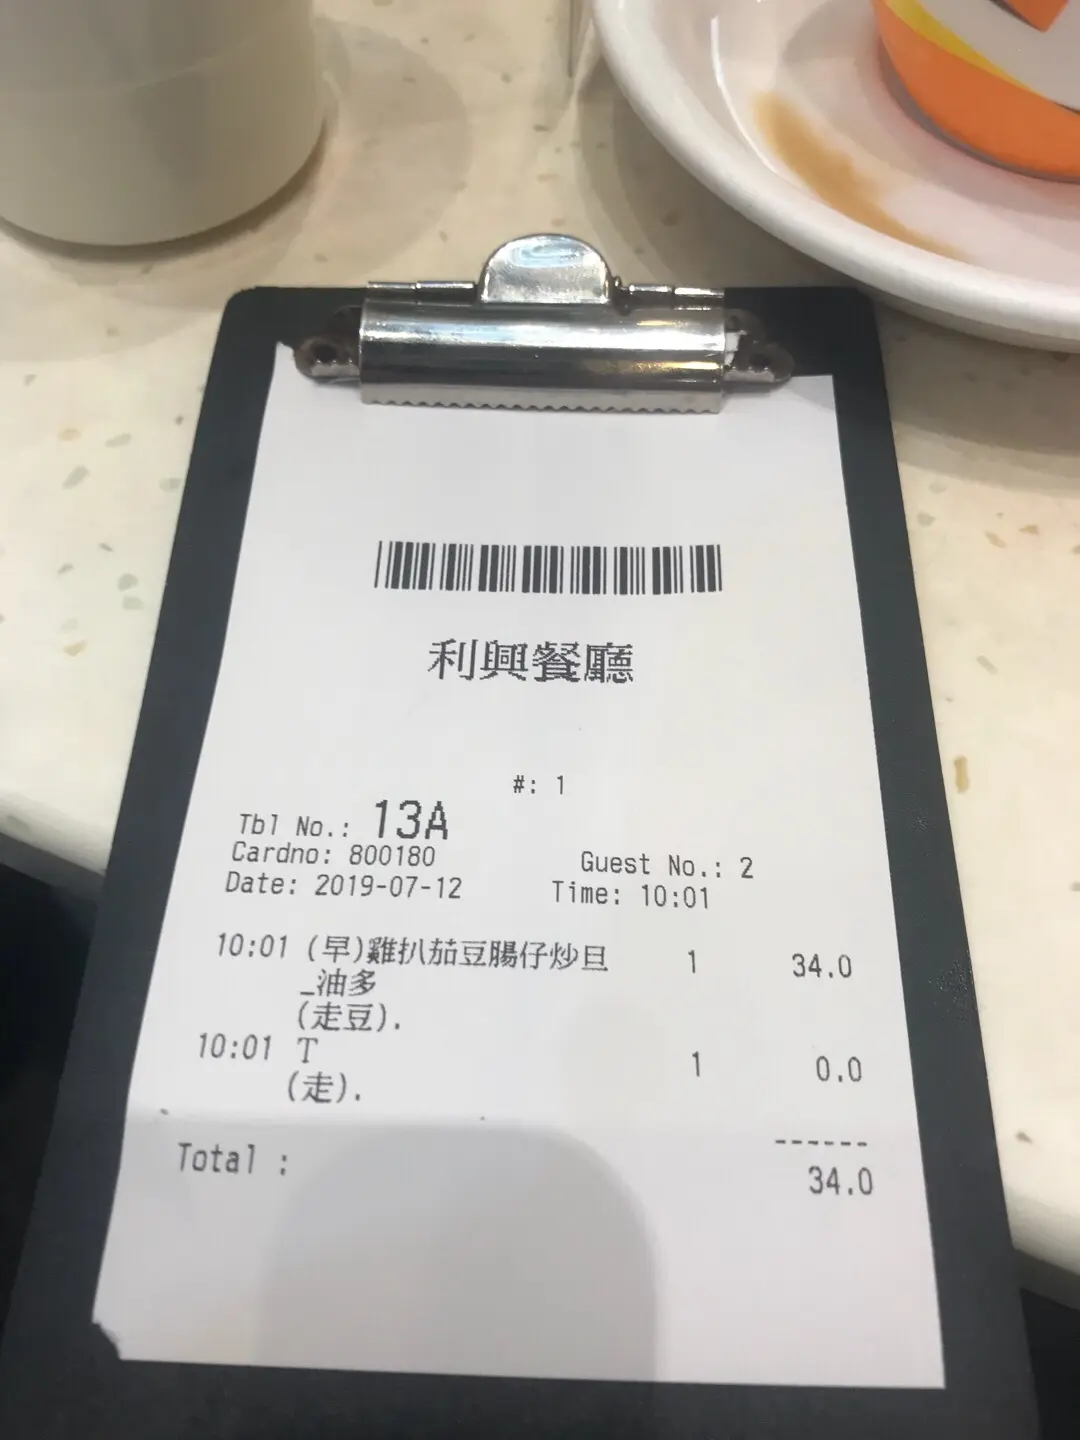 利興餐廳
#: 1
Tbl No.: 13A
Cardno: 800180 Guest No.: 2
Date: 2019-07-12 Time: 10:01
10:01 (早)雞扒茄豆腸仔炒旦 1 34.0
_油多
(走豆).
10:01 T 1 0.0
(走).
------
Total : 34.0